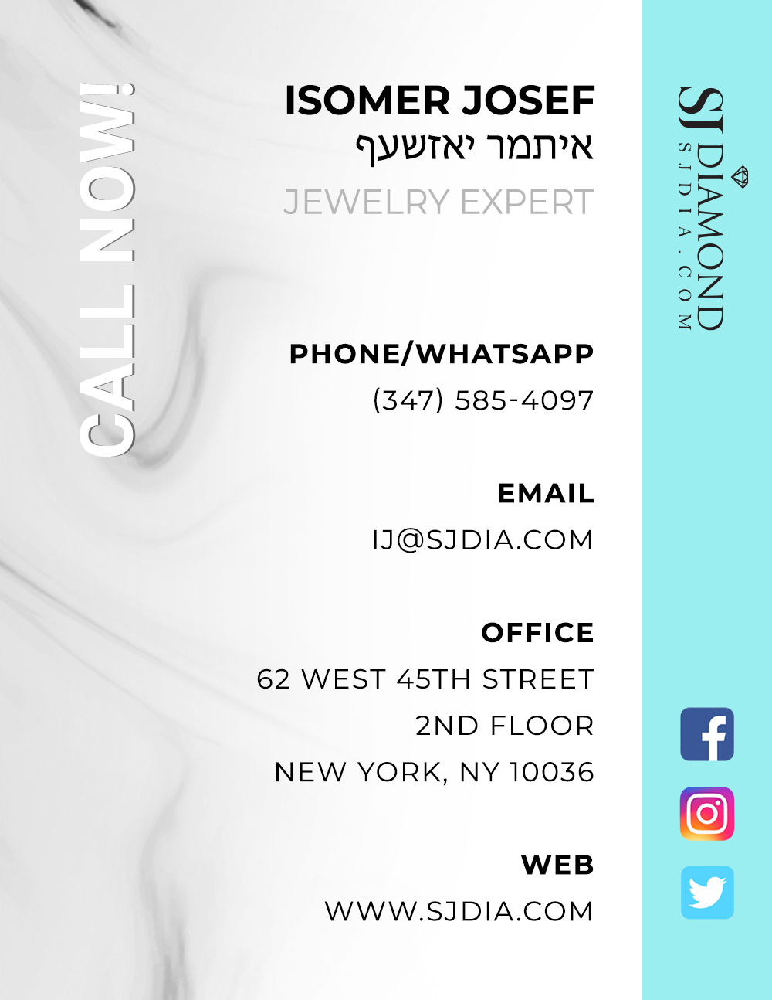 CALL NOW!
ISOMER JOSEF
איתמר יאזשעף
JEWELRY EXPERT
PHONE/WHATSAPP
(347) 585-4097
EMAIL
IJ@SJDIA.COM
OFFICE
62 WEST 45TH STREET
2ND FLOOR
NEW YORK, NY 10036
WEB
WWW.SJDIA.COM
SJ DIAMOND
SJDIA.COM